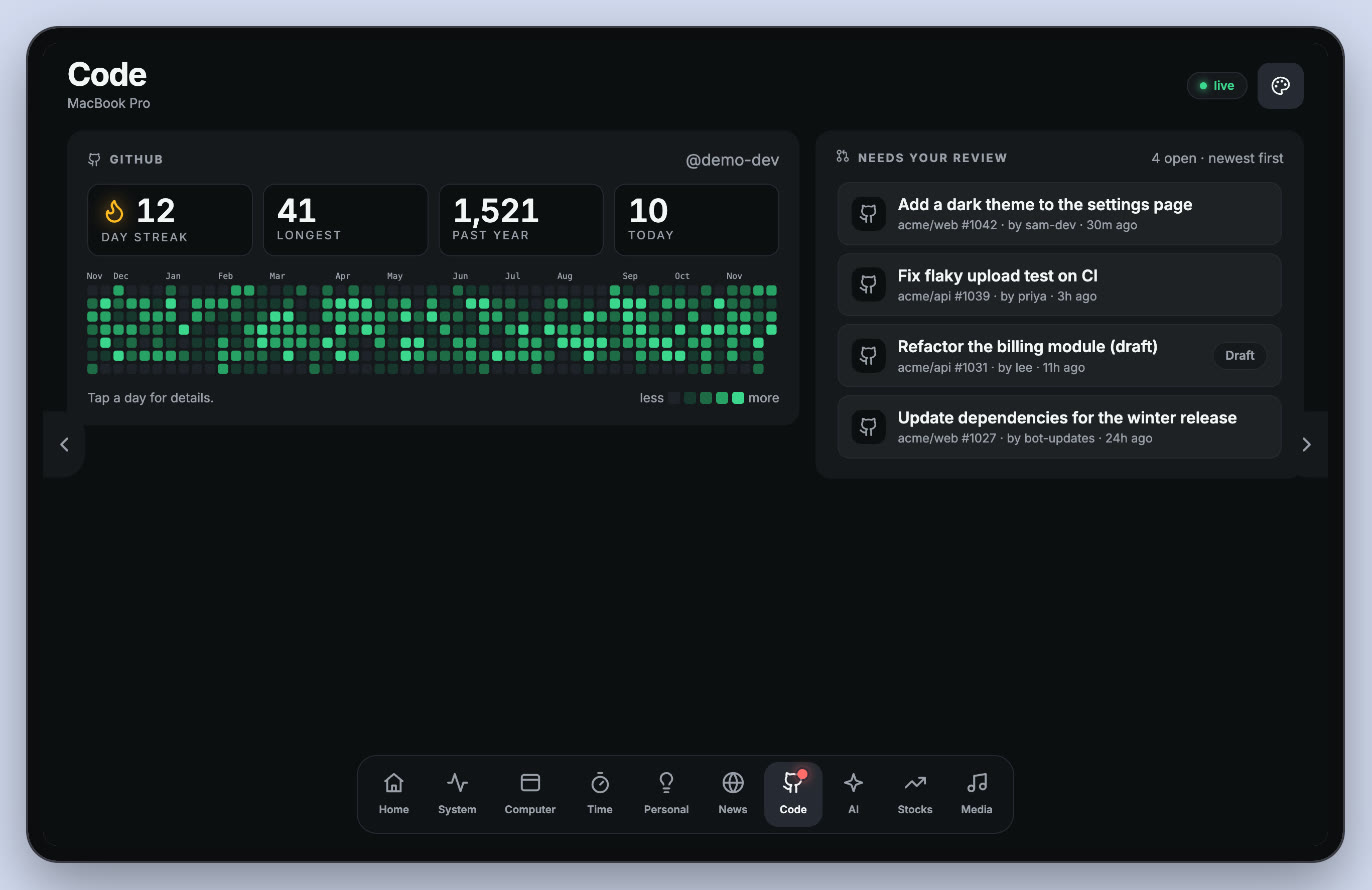 Code
MacBook Pro
live
GITHUB
@demo-dev
12
DAY STREAK
41
LONGEST
1,521
PAST YEAR
10
TODAY
Nov Dec Jan Feb Mar Apr May Jun Jul Aug Sep Oct Nov
Tap a day for details.
less more
NEEDS YOUR REVIEW
4 open · newest first
Add a dark theme to the settings page
acme/web #1042 · by sam-dev · 30m ago
Fix flaky upload test on CI
acme/api #1039 · by priya · 3h ago
Refactor the billing module (draft)
acme/api #1031 · by lee · 11h ago
Draft
Update dependencies for the winter release
acme/web #1027 · by bot-updates · 24h ago
Home System Computer Time Personal News Code AI Stocks Media